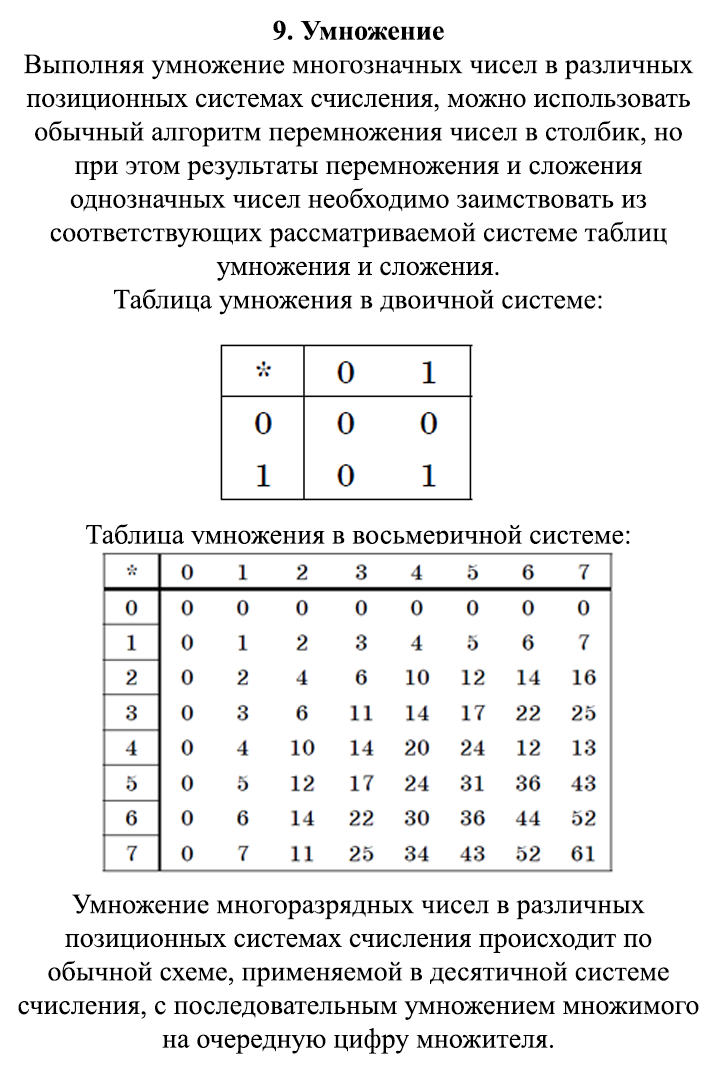 9. Умножение
Выполняя умножение многозначных чисел в различных
позиционных системах счисления, можно использовать
обычный алгоритм перемножения чисел в столбик, но
при этом результаты перемножения и сложения
однозначных чисел необходимо заимствовать из
соответствующих рассматриваемой системе таблиц
умножения и сложения.
Таблица умножения в двоичной системе:
* 0 1
0 0 0
1 0 1
Таблица умножения в восьмеричной системе:
* 0 1 2 3 4 5 6 7
0 0 0 0 0 0 0 0 0
1 0 1 2 3 4 5 6 7
2 0 2 4 6 10 12 14 16
3 0 3 6 11 14 17 22 25
4 0 4 10 14 20 24 12 13
5 0 5 12 17 24 31 36 43
6 0 6 14 22 30 36 44 52
7 0 7 11 25 34 43 52 61
Умножение многоразрядных чисел в различных
позиционных системах счисления происходит по
обычной схеме, применяемой в десятичной системе
счисления, с последовательным умножением множимого
на очередную цифру множителя.